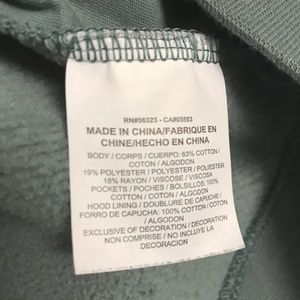 RN#56323 - CA#05553
MADE IN CHINA/FABRIQUE EN
CHINE/HECHO EN CHINA
BODY / CORPS / CUERPO: 63% COTTON /
COTON / ALGODON
19% POLYESTER / POLYESTER /
18% RAYON / VISCOSE / VISCOSA
POCKETS / POCHES / BOLSILLOS: 100%
COTTON / COTON / ALGODON
HOOD LINING / DOUBLURE DE CAPUCHE /
FORRO DE CAPUCHA: 100% COTTON / COTON
/ ALGODON
EXCLUSIVE OF DECORATION / DECORATION
NON COMPRISE / NO INCLUYE LA
DECORACION